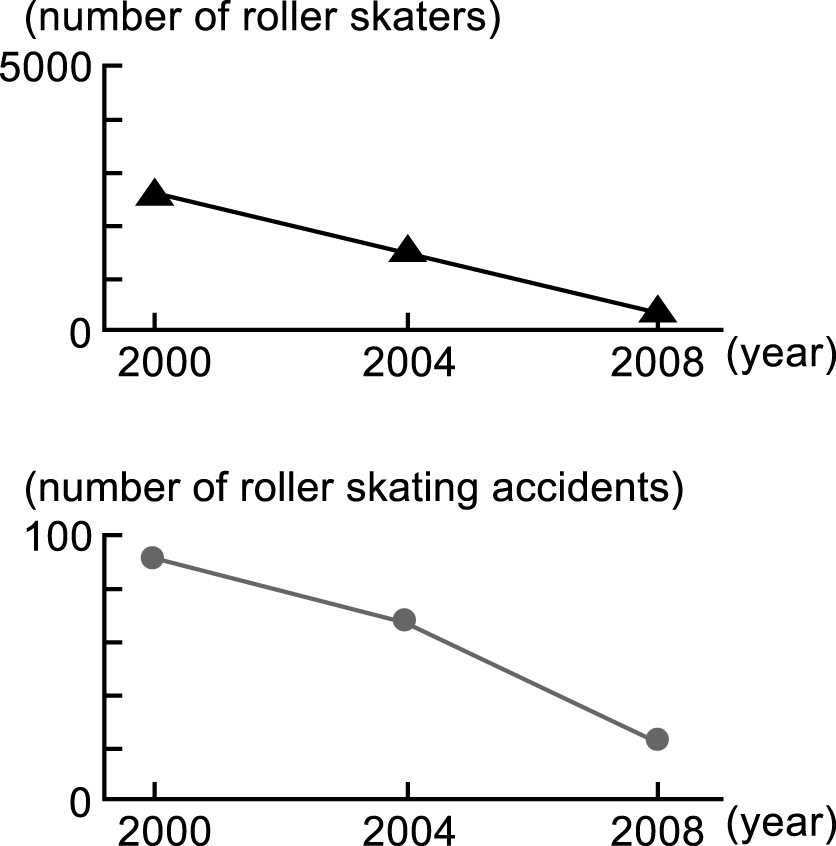 (number of roller skaters)
5000
0
2000 2004 2008 (year)
(number of roller skating accidents)
100
0
2000 2004 2008 (year)